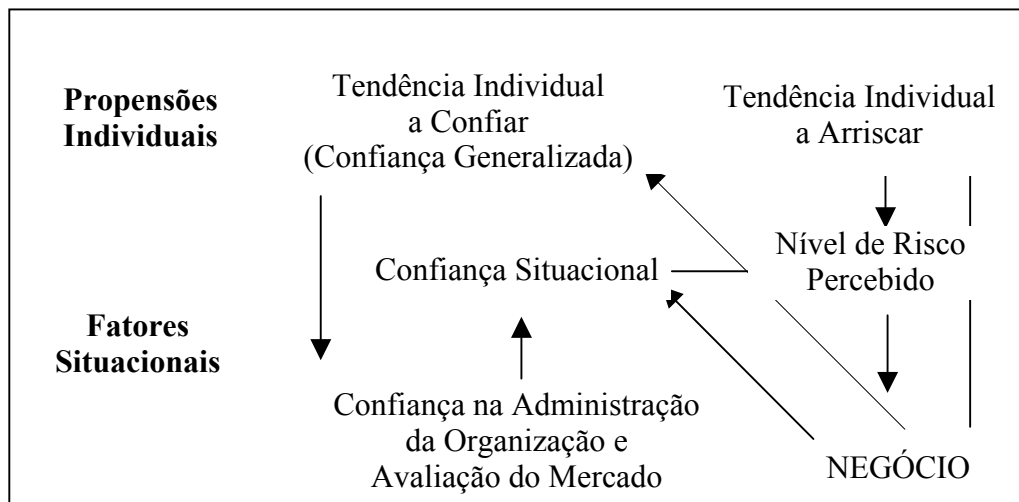 Propensões
Individuais
Tendência Individual
a Confiar
(Confiança Generalizada)
Tendência Individual
a Arriscar
Nível de Risco
Percebido
Confiança Situacional
Fatores
Situacionais
Confiança na Administração
da Organização e
Avaliação do Mercado
NEGÓCIO